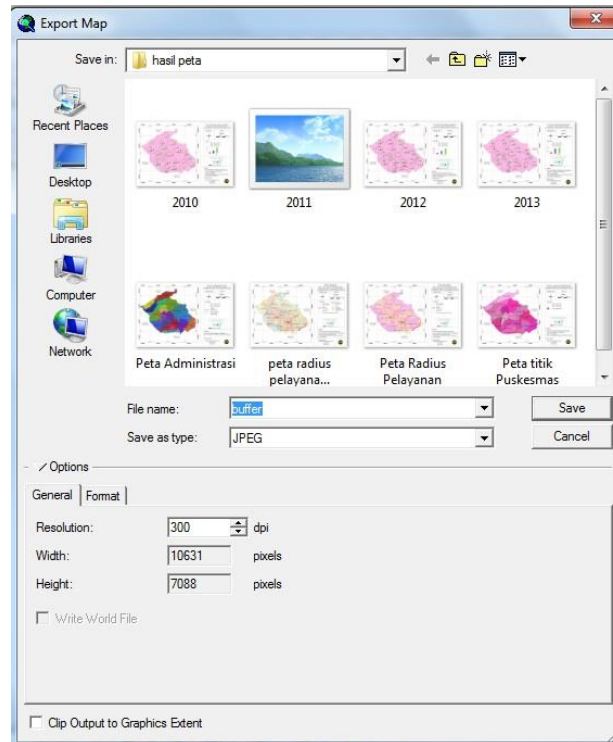 Export Map
Save in: hasil peta
Recent Places
Desktop
Libraries
Computer
Network
2010 2011 2012 2013
Peta Administrasi peta radius pelayana... Peta Radius Pelayanan Peta titik Puskesmas
File name: buffer Save
Save as type: JPEG Cancel
Options
General Format
Resolution: 300 dpi
Width: 10631 pixels
Height: 7088 pixels
Write World File
Clip Output to Graphics Extent